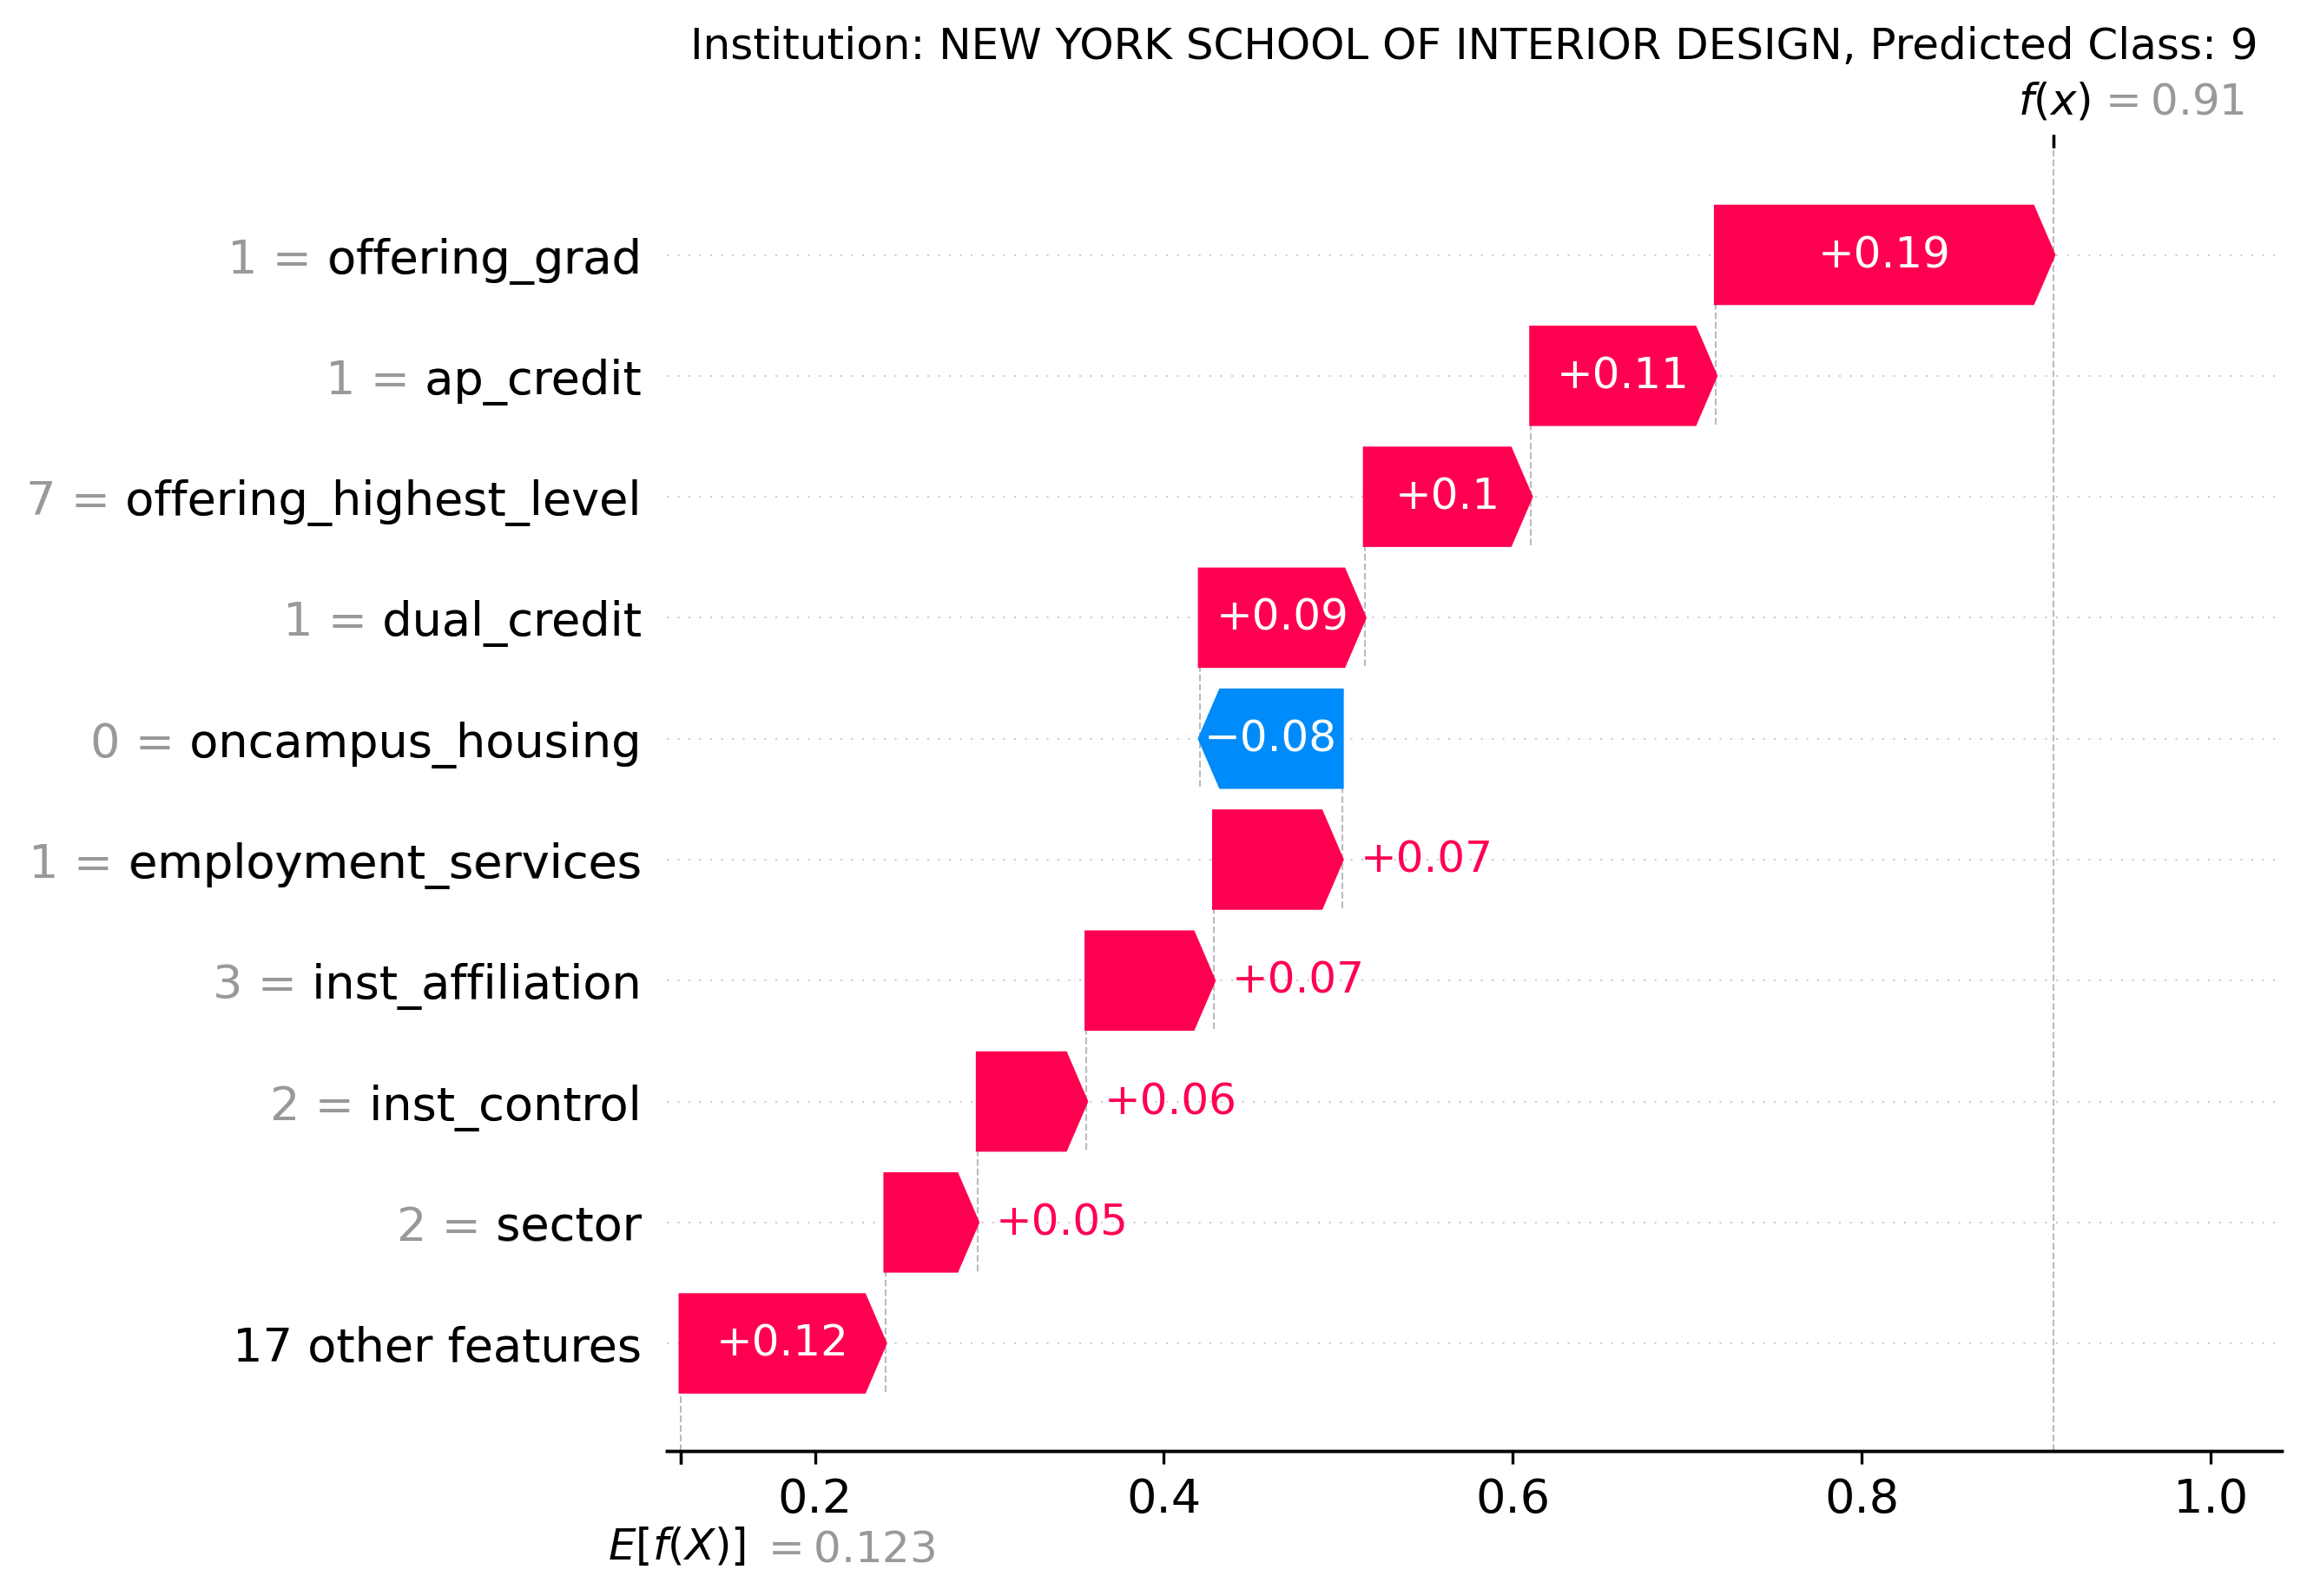 Institution: NEW YORK SCHOOL OF INTERIOR DESIGN, Predicted Class: 9
f(x) = 0.91
1 = offering_grad +0.19
1 = ap_credit +0.11
7 = offering_highest_level +0.1
1 = dual_credit +0.09
0 = oncampus_housing −0.08
1 = employment_services +0.07
3 = inst_affiliation +0.07
2 = inst_control +0.06
2 = sector +0.05
17 other features +0.12
0.2 0.4 0.6 0.8 1.0
E[f(X)] = 0.123